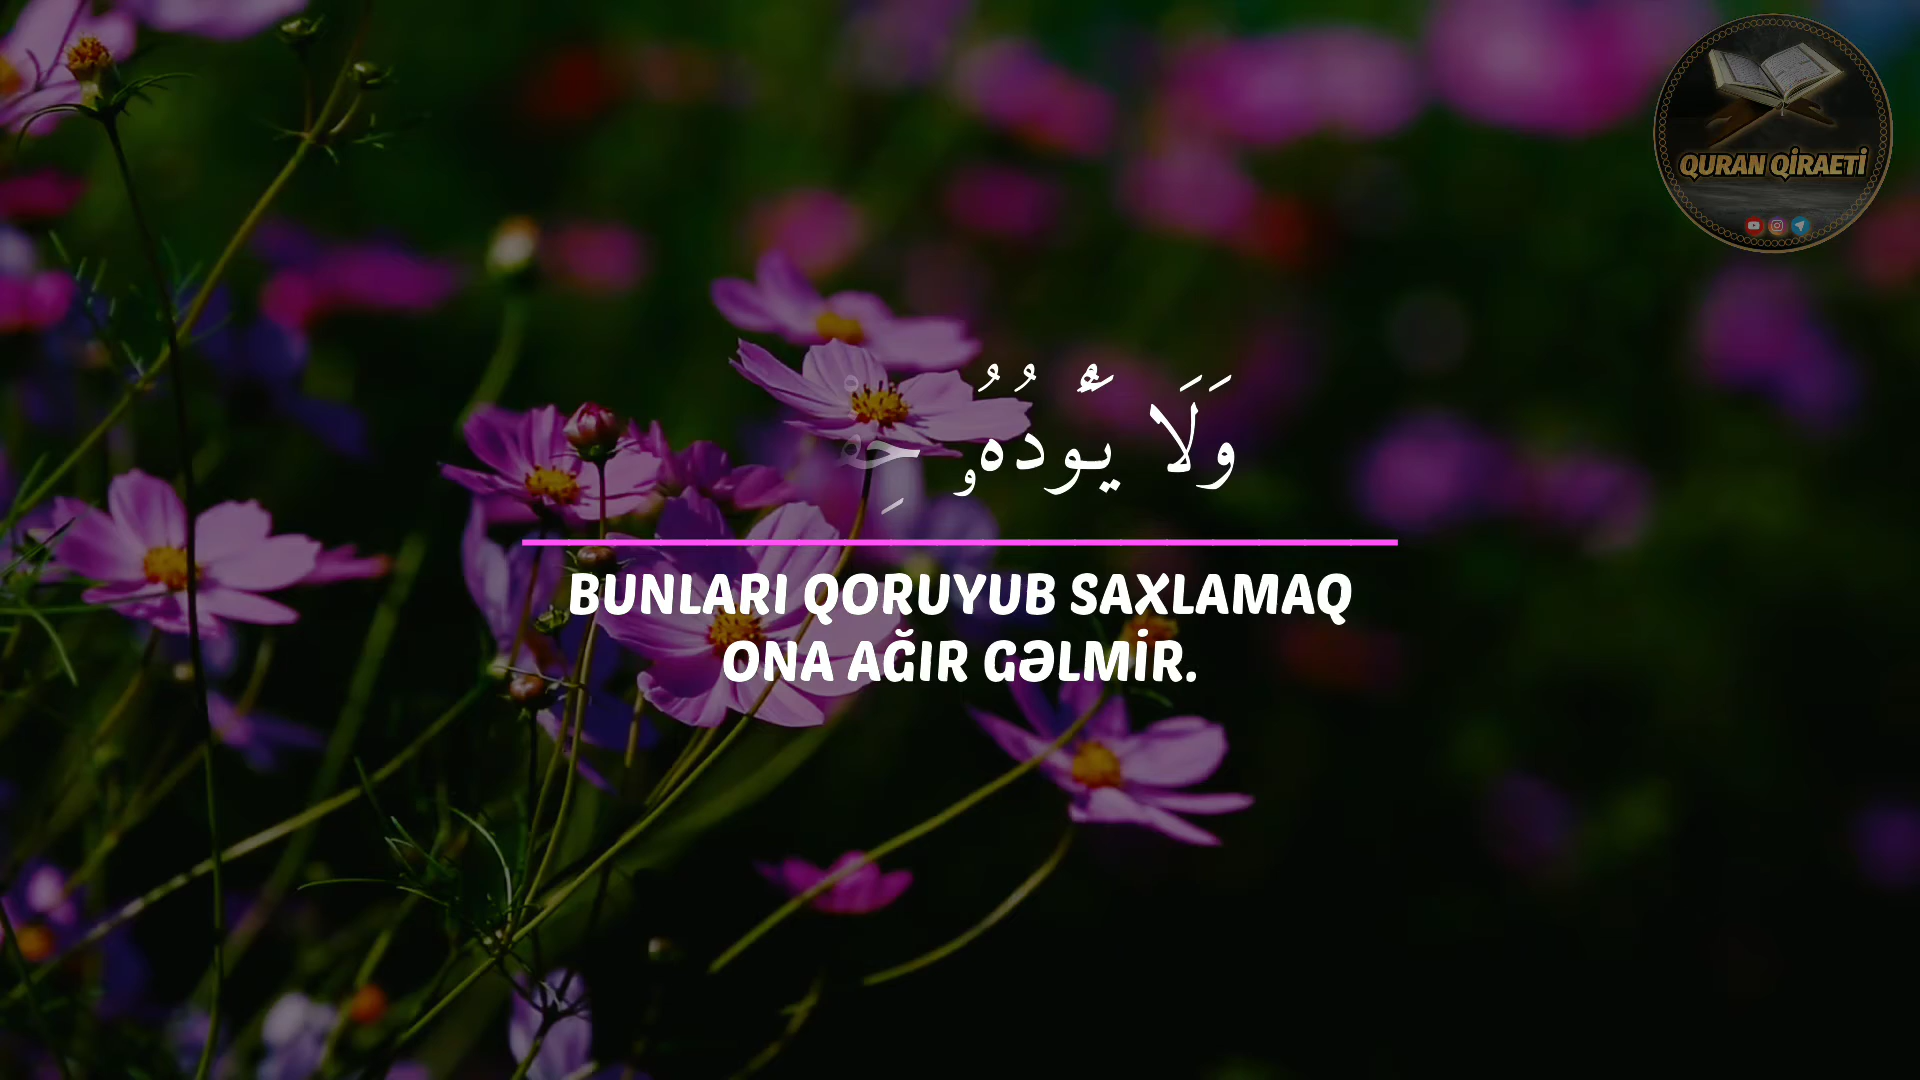 QURAN QİRAETİ
وَلَا يَـُٔودُهُۥ
BUNLARI QORUYUB SAXLAMAQ
ONA AĞIR GƏLMİR.